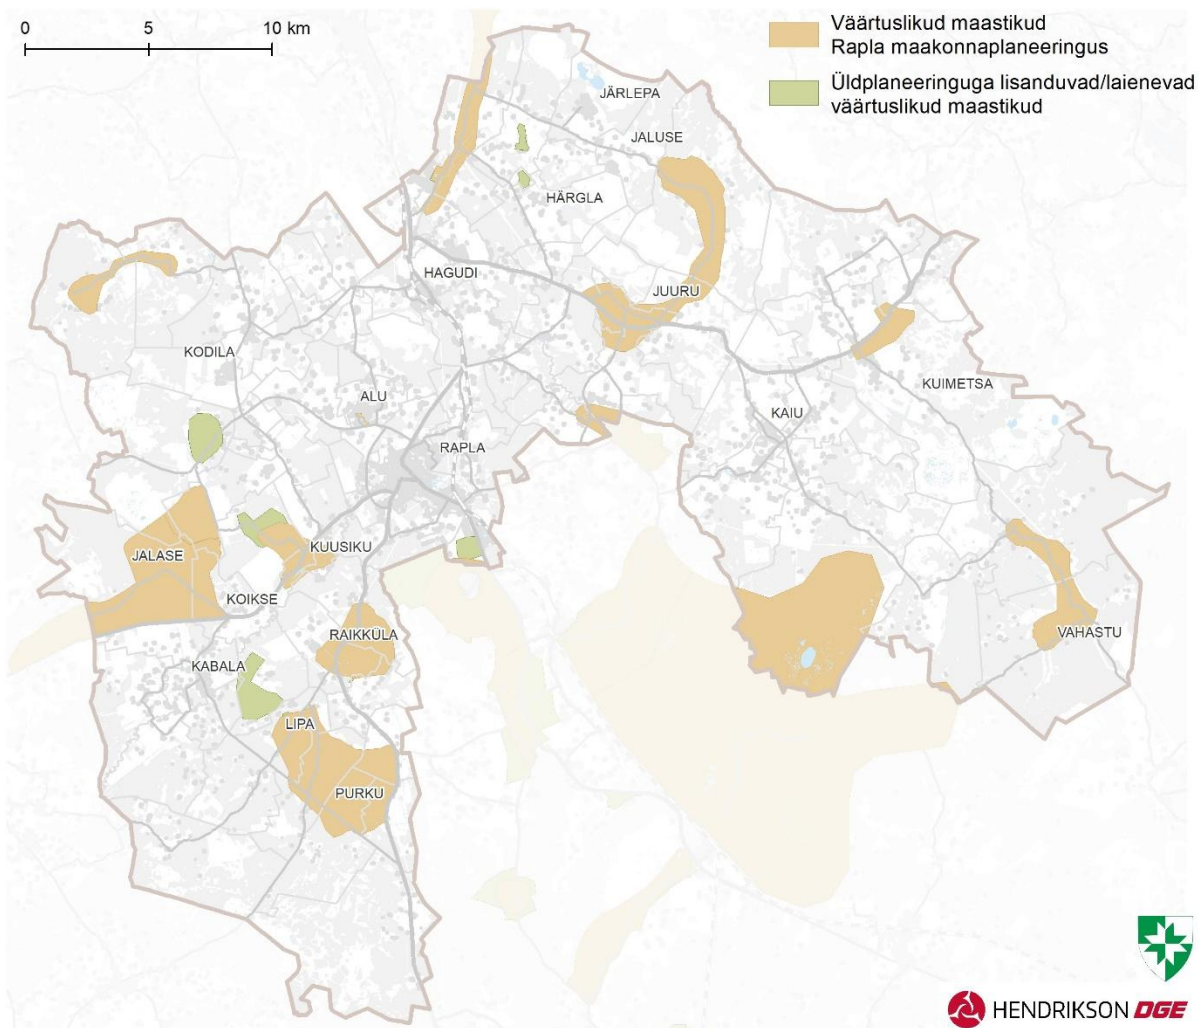 0 5 10 km
Väärtuslikud maastikud
Rapla maakonnaplaneeringus
Üldplaneeringuga lisanduvad/laienevad
väärtuslikud maastikud
JÄRLEPA
JALUSE
HÄRGLA
HAGUDI
JUURU
KODILA
KUIMETSA
ALU
KAIU
RAPLA
KUUSIKU
JALASE
KOIKSE
RAIKKÜLA
VAHASTU
KABALA
LIPA
PURKU
HENDRIKSON DGE